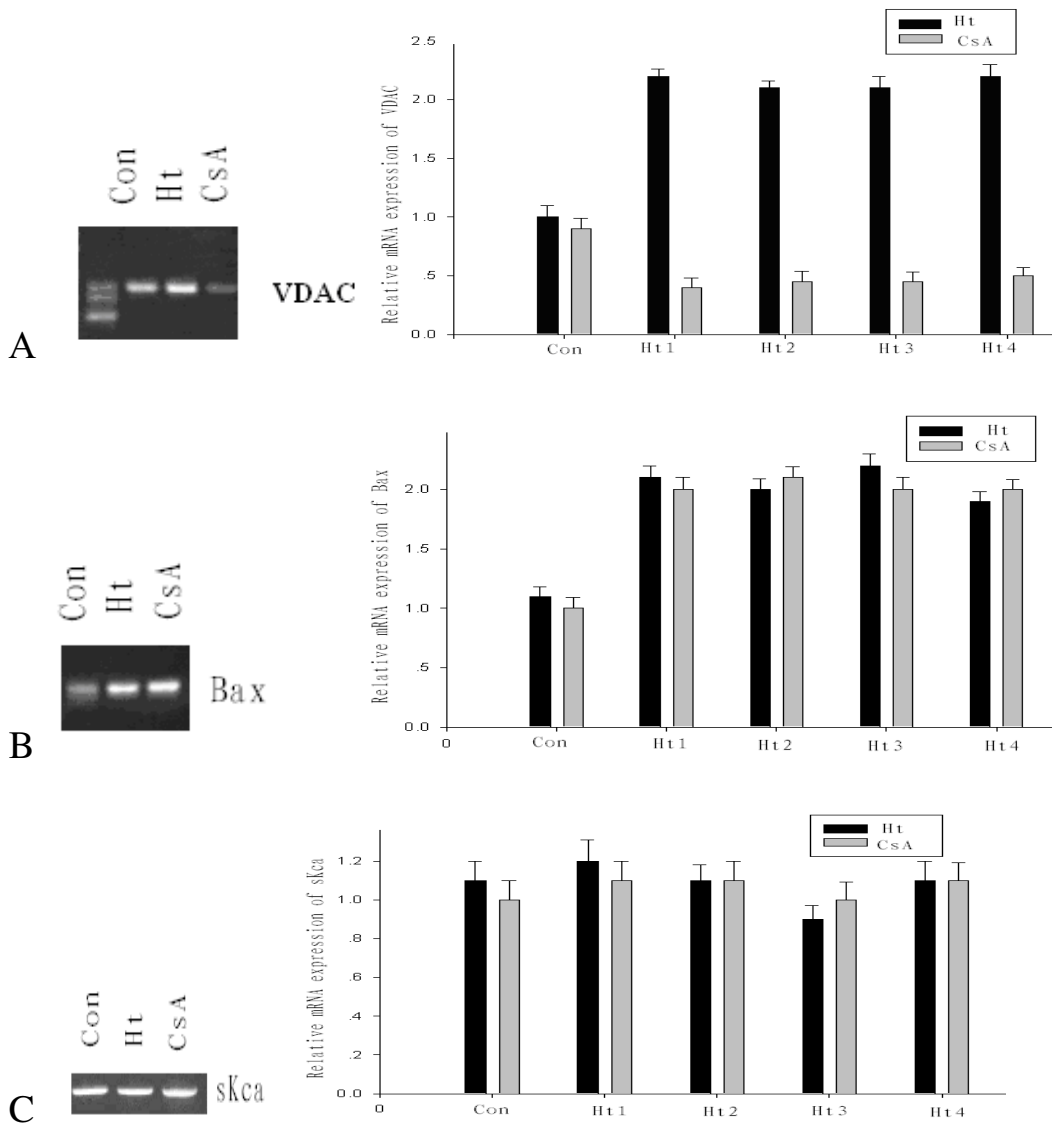 Con Ht CsA
VDAC
A
Relative mRNA expression of VDAC
2.5
2.0
1.5
1.0
.5
0.0
Ht
CsA
Con Ht1 Ht2 Ht3 Ht4
Con Ht CsA
Bax
B
Relative mRNA expression of Bax
2.0
1.5
1.0
.5
0.0
0
Ht
CsA
Con Ht1 Ht2 Ht3 Ht4
Con Ht CsA
sKca
C
Relative mRNA expression of sKca
1.2
1.0
.8
.6
.4
.2
0.0
0
Ht
CsA
Con Ht1 Ht2 Ht3 Ht4